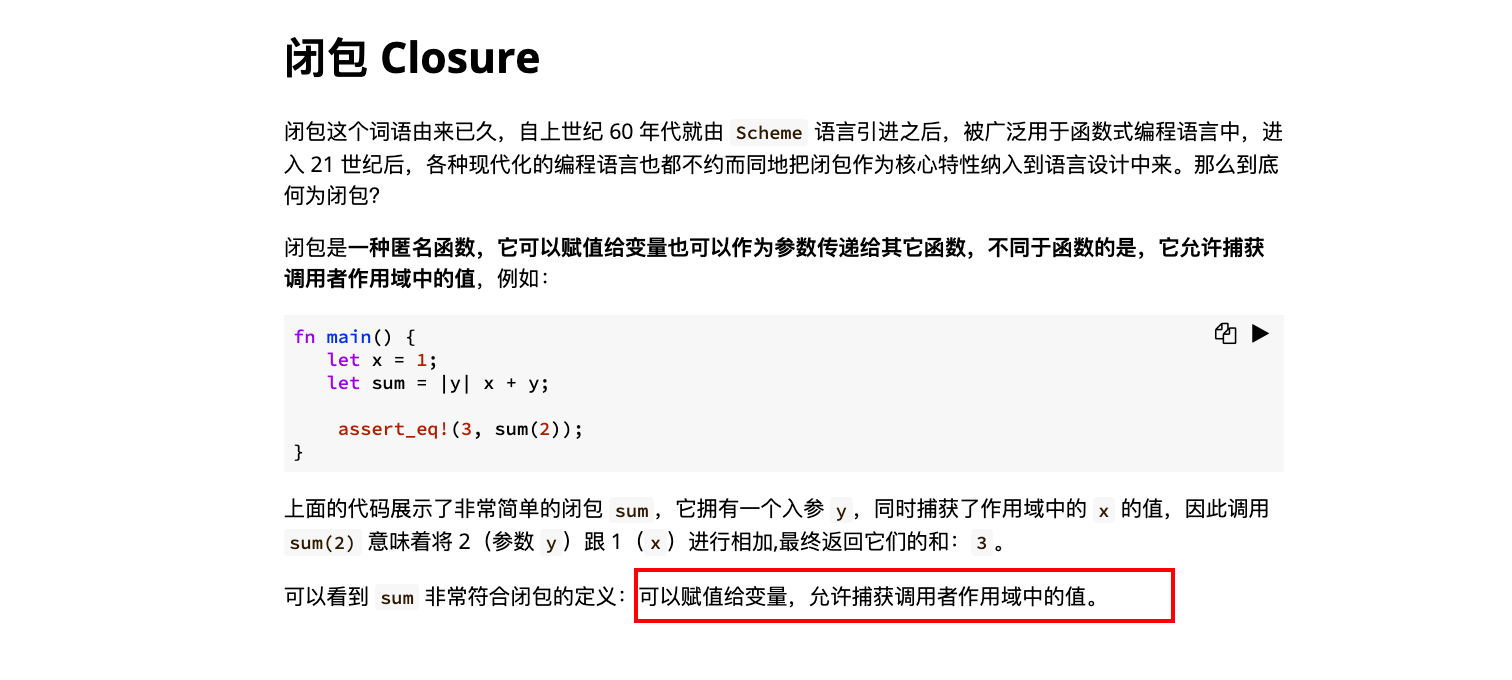 闭包 Closure
闭包这个词语由来已久，自上世纪 60 年代就由 Scheme 语言引进之后，被广泛用于函数式编程语言中，进
入 21 世纪后，各种现代化的编程语言也都不约而同地把闭包作为核心特性纳入到语言设计中来。那么到底
何为闭包？
闭包是一种匿名函数，它可以赋值给变量也可以作为参数传递给其它函数，不同于函数的是，它允许捕获
调用者作用域中的值，例如：
fn main() {
   let x = 1;
   let sum = |y| x + y;
    assert_eq!(3, sum(2));
}
上面的代码展示了非常简单的闭包 sum，它拥有一个入参 y，同时捕获了作用域中的 x 的值，因此调用
sum(2) 意味着将 2（参数 y）跟 1（x）进行相加,最终返回它们的和：3。
可以看到 sum 非常符合闭包的定义：可以赋值给变量，允许捕获调用者作用域中的值。